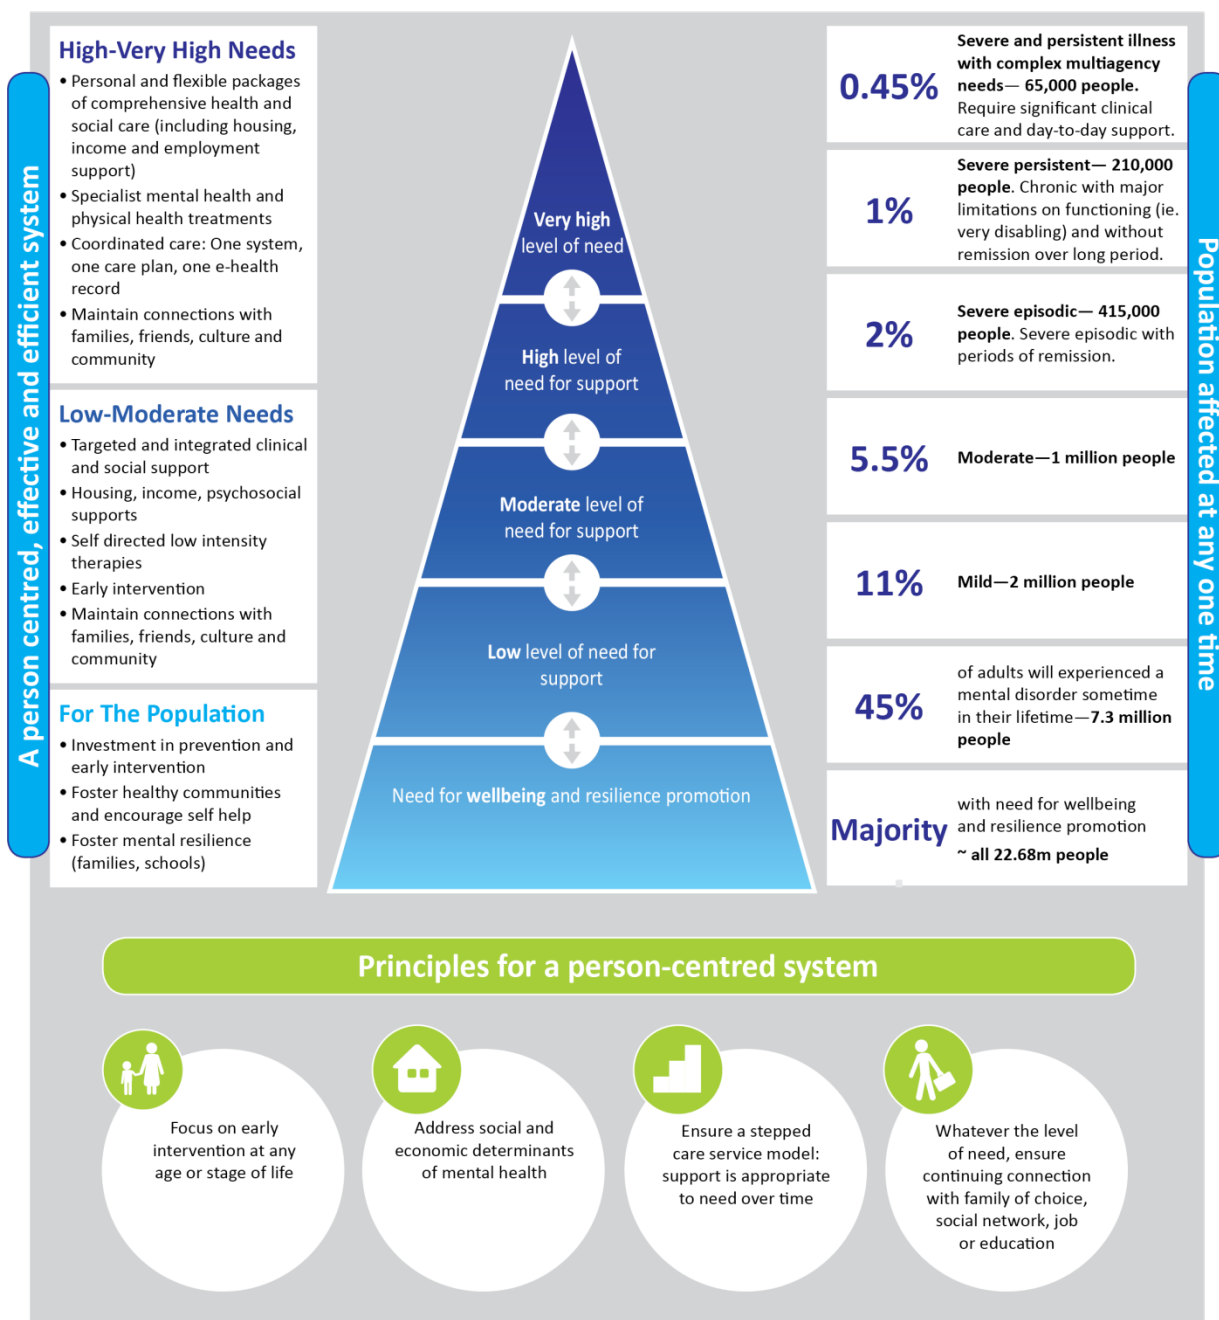 A person centred, effective and efficient system
High-Very High Needs
• Personal and flexible packages
of comprehensive health and
social care (including housing,
income and employment
support)
• Specialist mental health and
physical health treatments
• Coordinated care: One system,
one care plan, one e-health
record
• Maintain connections with
families, friends, culture and
community
Low-Moderate Needs
• Targeted and integrated clinical
and social support
• Housing, income, psychosocial
supports
• Self directed low intensity
therapies
• Early intervention
• Maintain connections with
families, friends, culture and
community
For The Population
• Investment in prevention and
early intervention
• Foster healthy communities
and encourage self help
• Foster mental resilience
(families, schools)
Very high
level of need
High level of
need for support
Moderate level of
need for support
Low level of need for
support
Need for wellbeing and resilience promotion
0.45%
Severe and persistent illness
with complex multiagency
needs— 65,000 people.
Require significant clinical
care and day-to-day support.
1%
Severe persistent— 210,000
people. Chronic with major
limitations on functioning (ie.
very disabling) and without
remission over long period.
2%
Severe episodic— 415,000
people. Severe episodic with
periods of remission.
5.5%
Moderate—1 million people
11%
Mild—2 million people
45%
of adults will experienced a
mental disorder sometime
in their lifetime—7.3 million
people
Majority
with need for wellbeing
and resilience promotion
~ all 22.68m people
Population affected at any one time
Principles for a person-centred system
Focus on early
intervention at any
age or stage of life
Address social and
economic determinants
of mental health
Ensure a stepped
care service model:
support is appropriate
to need over time
Whatever the level
of need, ensure
continuing connection
with family of choice,
social network, job
or education